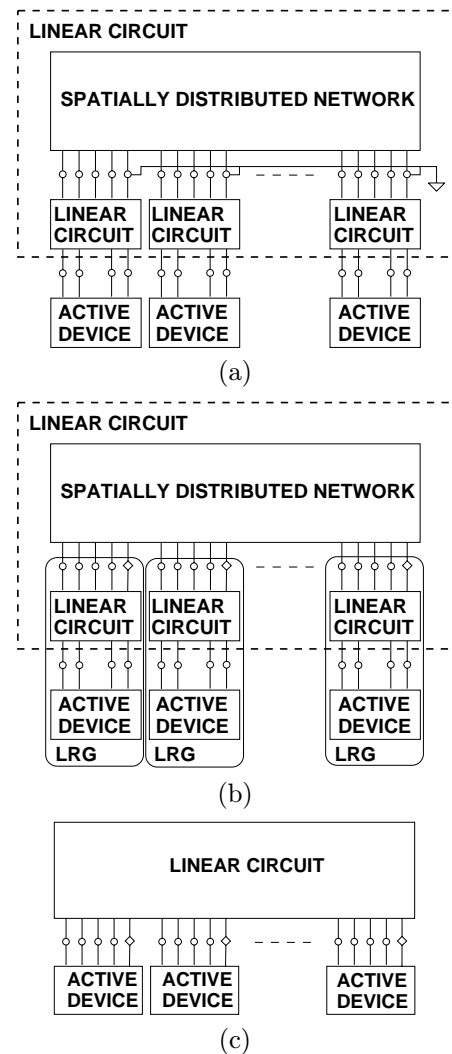 LINEAR CIRCUIT
SPATIALLY DISTRIBUTED NETWORK
LINEAR CIRCUIT LINEAR CIRCUIT LINEAR CIRCUIT
ACTIVE DEVICE ACTIVE DEVICE ACTIVE DEVICE
(a)
LINEAR CIRCUIT
SPATIALLY DISTRIBUTED NETWORK
LINEAR CIRCUIT LINEAR CIRCUIT LINEAR CIRCUIT
ACTIVE DEVICE ACTIVE DEVICE ACTIVE DEVICE
LRG LRG LRG
(b)
LINEAR CIRCUIT
ACTIVE DEVICE ACTIVE DEVICE ACTIVE DEVICE
(c)